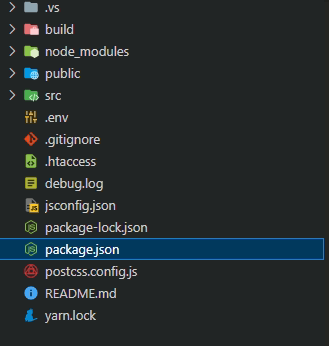 .vs
build
node_modules
public
src
.env
.gitignore
.htaccess
debug.log
jsconfig.json
package-lock.json
package.json
postcss.config.js
README.md
yarn.lock